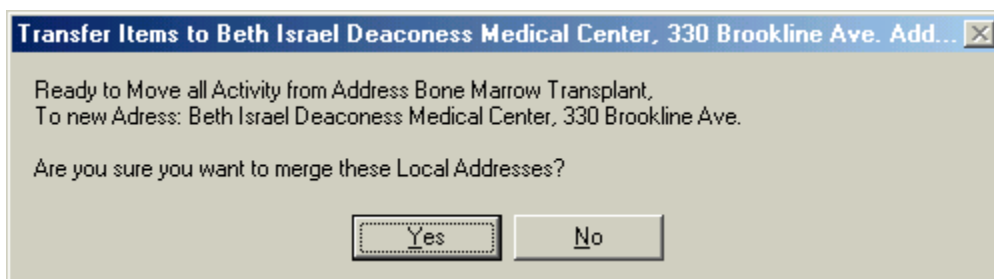 Transfer Items to Beth Israel Deaconess Medical Center, 330 Brookline Ave. Add...
Ready to Move all Activity from Address Bone Marrow Transplant,
To new Adress: Beth Israel Deaconess Medical Center, 330 Brookline Ave.
Are you sure you want to merge these Local Addresses?
Yes No